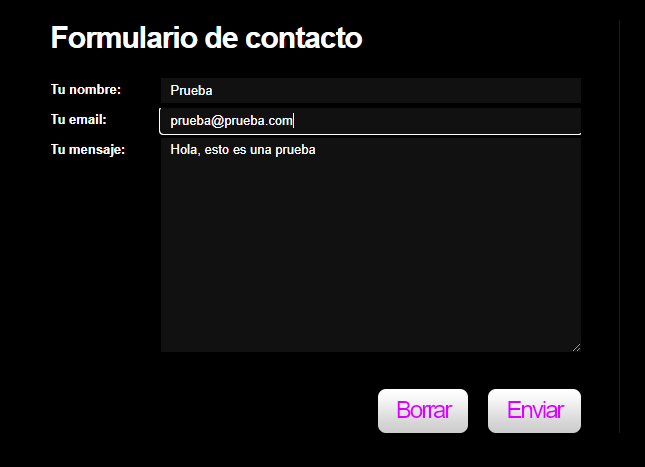 Formulario de contacto
Tu nombre: Prueba
Tu email: prueba@prueba.com
Tu mensaje: Hola, esto es una prueba
Borrar Enviar